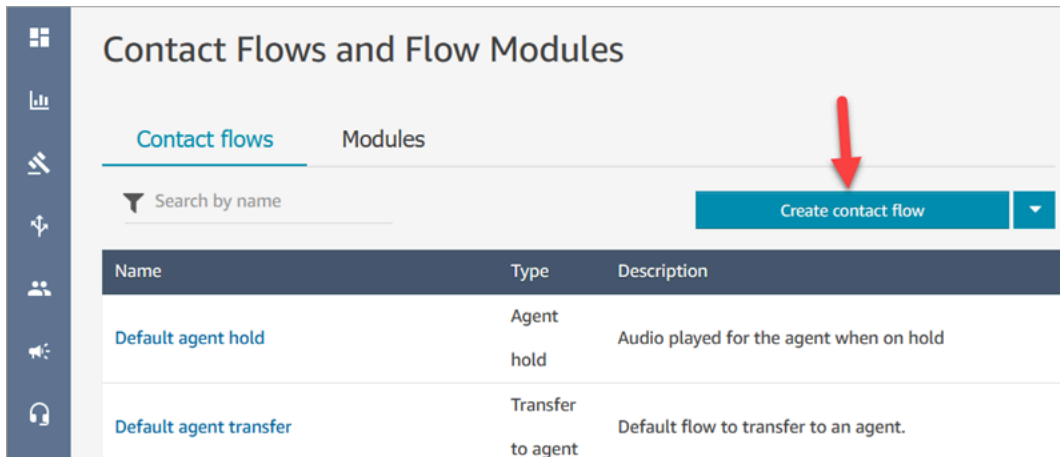 Contact Flows and Flow Modules
Contact flows
Modules
Search by name
Create contact flow
Name Type Description
Default agent hold
Agent
hold
Audio played for the agent when on hold
Default agent transfer
Transfer
to agent
Default flow to transfer to an agent.